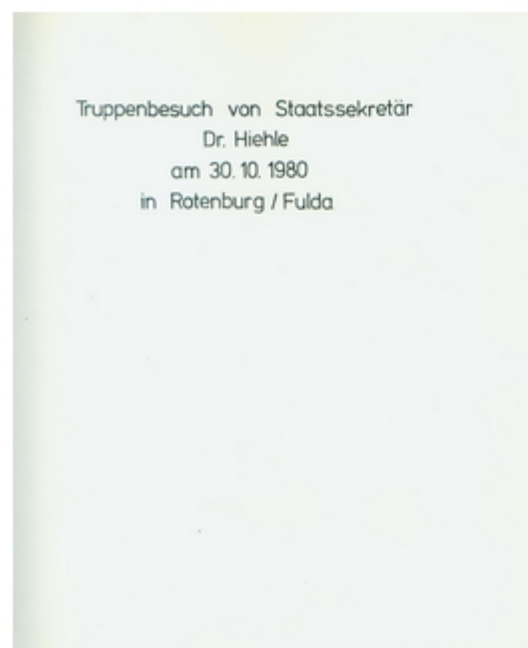 Truppenbesuch von Staatssekretär
Dr. Hiehle
am 30. 10. 1980
in Rotenburg / Fulda